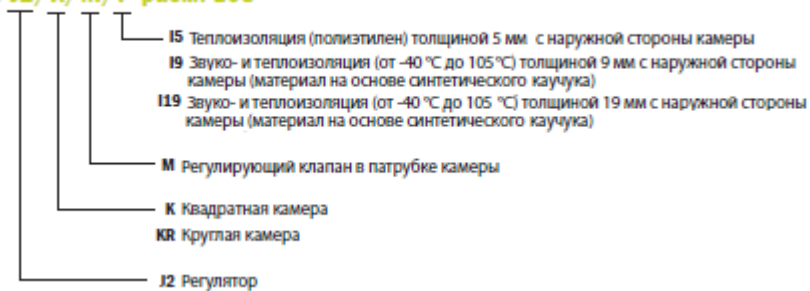 I5 Теплоизоляция (полиэтилен) толщиной 5 мм с наружной стороны камеры
I9 Звуко- и теплоизоляция (от -40 °C до 105°C) толщиной 9 мм с наружной стороны
камеры (материал на основе синтетического каучука)
I19 Звуко- и теплоизоляция (от -40 °C до 105 °C) толщиной 19 мм с наружной стороны
камеры (материал на основе синтетического каучука)
M Регулирующий клапан в патрубке камеры
K Квадратная камера
KR Круглая камера
J2 Регулятор